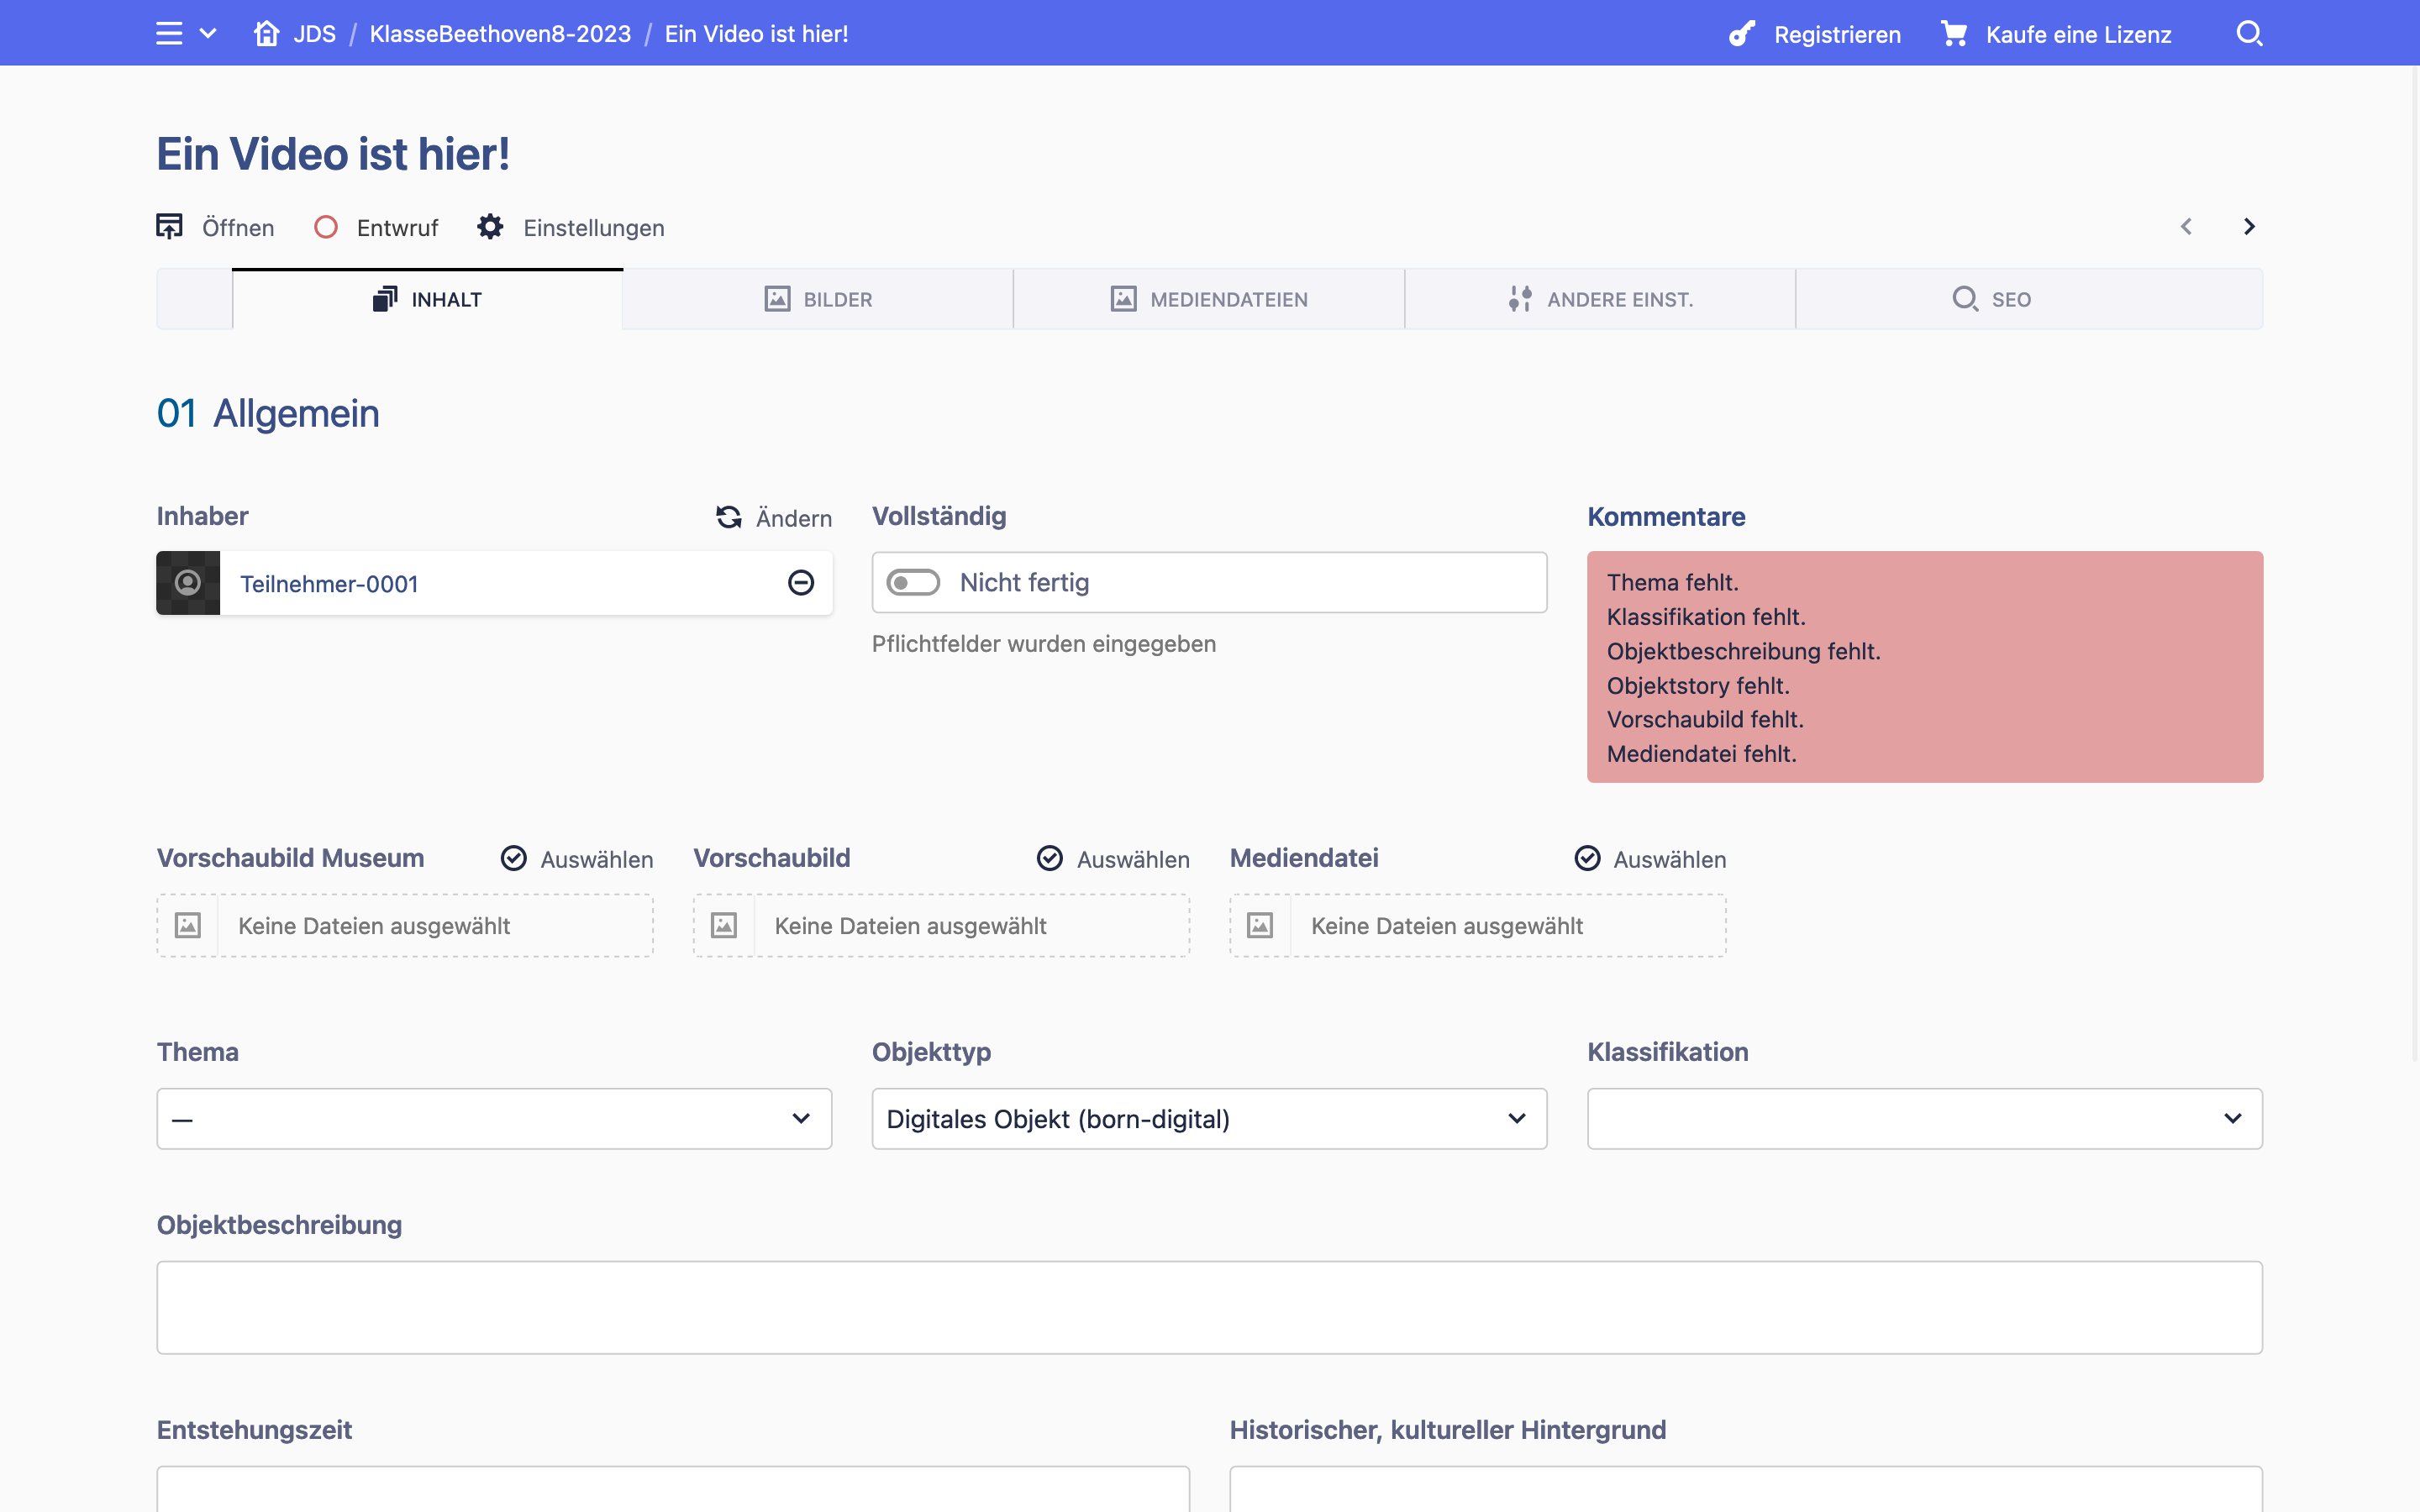 JDS / KlasseBeethoven8-2023 / Ein Video ist hier!
Registrieren
Kaufe eine Lizenz
Ein Video ist hier!
Öffnen
Entwurf
Einstellungen
INHALT
BILDER
MEDIENDATEIEN
ANDERE EINST.
SEO
01 Allgemein
Inhaber
Ändern
Teilnehmer-0001
Vollständig
Nicht fertig
Pflichtfelder wurden eingegeben
Kommentare
Thema fehlt.
Klassifikation fehlt.
Objektbeschreibung fehlt.
Objektstory fehlt.
Vorschaubild fehlt.
Mediendatei fehlt.
Vorschaubild Museum
Auswählen
Keine Dateien ausgewählt
Vorschaubild
Auswählen
Keine Dateien ausgewählt
Mediendatei
Auswählen
Keine Dateien ausgewählt
Thema
—
Objekttyp
Digitales Objekt (born-digital)
Klassifikation
Objektbeschreibung
Entstehungszeit
Historischer, kultureller Hintergrund